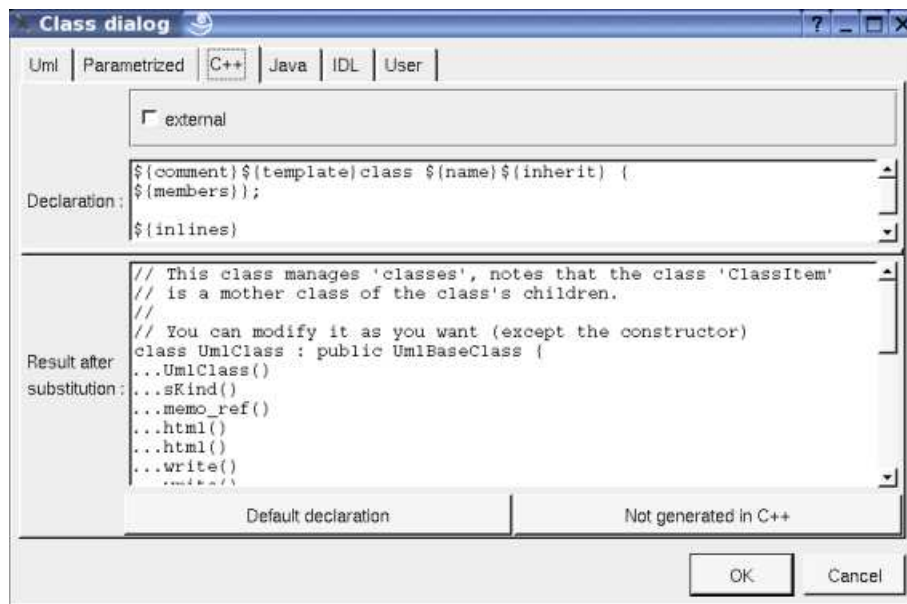 Class dialog
? _ X
Uml Parametrized C++ Java IDL User
external
Declaration :
${comment}${template}class ${name}${inherit} {
${members}};
${inlines}
Result after
substitution :
// This class manages 'classes', notes that the class 'ClassItem'
// is a mother class of the class's children.
//
// You can modify it as you want (except the constructor)
class UmlClass : public UmlBaseClass {
...UmlClass()
...sKind()
...memo_ref()
...html()
...html()
...write()
Default declaration Not generated in C++
OK Cancel